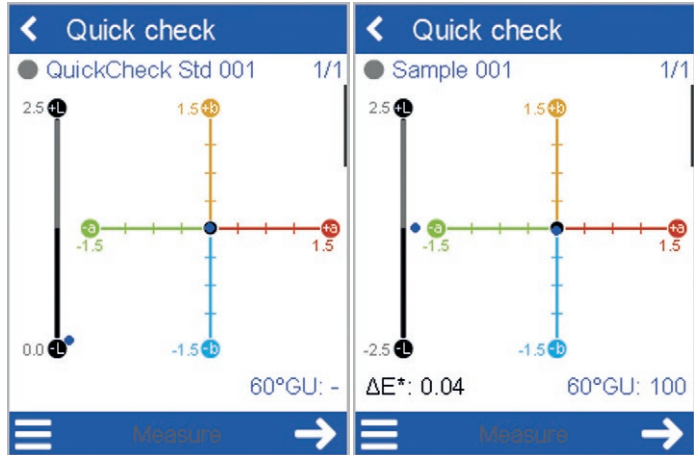 Quick check
QuickCheck Std 001 1/1
2.5 +L 1.5 +b
-a +a
-1.5 1.5
0.0 -L -1.5 -b
60°GU: -
Measure
Quick check
Sample 001 1/1
2.5 +L 1.5 +b
-a +a
-1.5 1.5
-2.5 -L -1.5 -b
ΔE*: 0.04 60°GU: 100
Measure